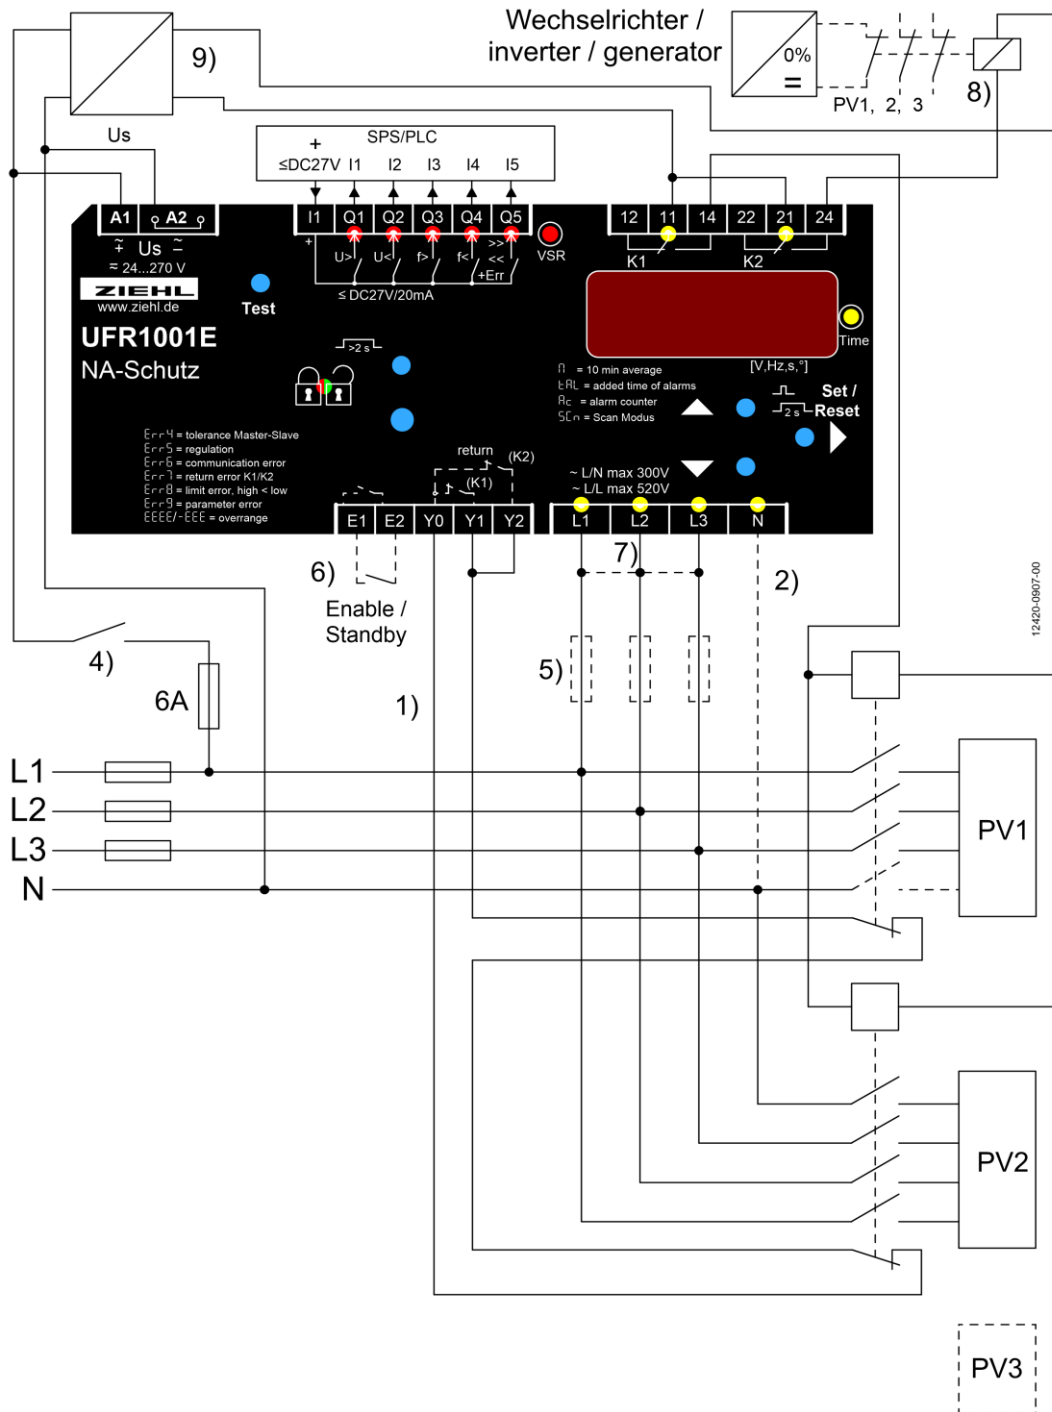 Wechselrichter /
inverter / generator
0%
=
PV1, 2, 3
8)
9)
Us
SPS/PLC
+
≤DC27V I1 I2 I3 I4 I5
A1 A2
I1 Q1 Q2 Q3 Q4 Q5
12 11 14 22 21 24
Us
= 24...270 V
+ U> U< f> f< >>
<<
+Err
VSR
K1 K2
≤ DC27V/20mA
ZIEHL
www.ziehl.de
Test
UFR1001E
NA-Schutz
>2 s
Time
[V,Hz,s,°]
n = 10 min average
tAL = added time of alarms
Ac = alarm counter
SCn = Scan Modus
Set /
Reset
2 s
Err4 = tolerance Master-Slave
Err5 = regulation
Err6 = communication error
Err7 = return error K1/K2
Err8 = limit error, high < low
Err9 = parameter error
EEEE/-EEE = overrange
return
(K2)
(K1)
~ L/N max 300V
~ L/L max 520V
E1 E2 Y0 Y1 Y2
L1 L2 L3 N
6)
Enable /
Standby
7)
2)
12420-0907-00
4)
6A
1)
5)
L1
L2
L3
N
PV1
PV2
PV3